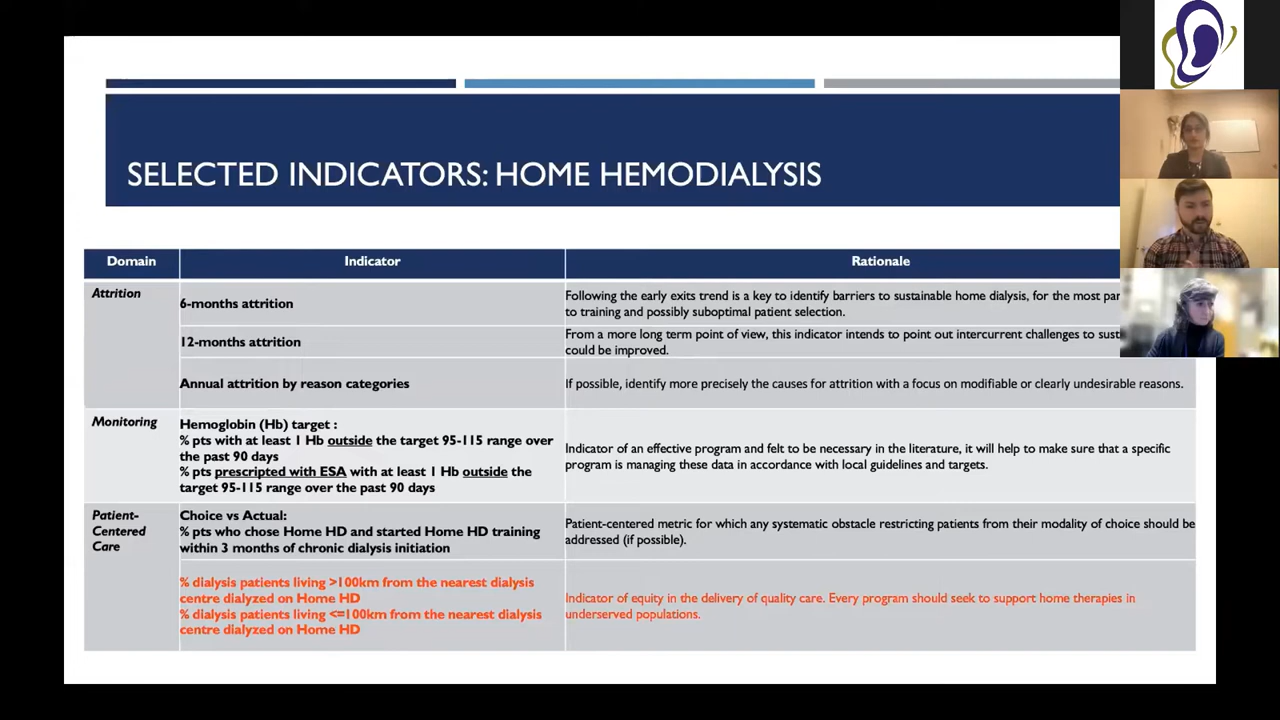 SELECTED INDICATORS: HOME HEMODIALYSIS
Domain
Indicator
Rationale
Attrition
6-months attrition
Following the early exits trend is a key to identify barriers to sustainable home dialysis, for the most
to training and possibly suboptimal patient selection.
12-months attrition
From a more long term point of view, this indicator intends to point out intercurrent challenges to
could be improved.
Annual attrition by reason categories
If possible, identify more precisely the causes for attrition with a focus on modifiable or clearly undesirable reasons.
Monitoring
Hemoglobin (Hb) target :
% pts with at least 1 Hb outside the target 95-115 range over
the past 90 days
% pts prescripted with ESA with at least 1 Hb outside the
target 95-115 range over the past 90 days
Indicator of an effective program and felt to be necessary in the literature, it will help to make sure that a specific
program is managing these data in accordance with local guidelines and targets.
Patient-
Centered
Care
Choice vs Actual:
% pts who chose Home HD and started Home HD training
within 3 months of chronic dialysis initiation
Patient-centered metric for which any systematic obstacle restricting patients from their modality of choice should be
addressed (if possible).
% dialysis patients living >100km from the nearest dialysis
centre dialyzed on Home HD
% dialysis patients living <=100km from the nearest dialysis
centre dialyzed on Home HD
Indicator of equity in the delivery of quality care. Every program should seek to support home therapies in
underserved populations.